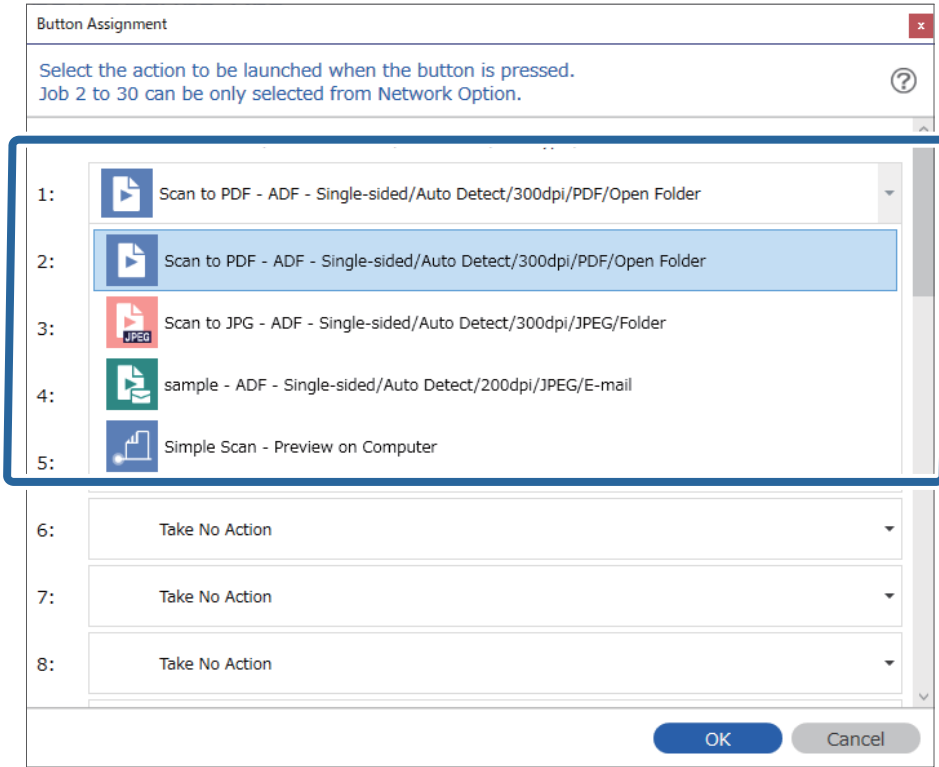 Button Assignment
x
Select the action to be launched when the button is pressed.
Job 2 to 30 can be only selected from Network Option.
?
1: Scan to PDF - ADF - Single-sided/Auto Detect/300dpi/PDF/Open Folder
2: Scan to PDF - ADF - Single-sided/Auto Detect/300dpi/PDF/Open Folder
3: JPEG Scan to JPG - ADF - Single-sided/Auto Detect/300dpi/JPEG/Folder
4: sample - ADF - Single-sided/Auto Detect/200dpi/JPEG/E-mail
5: Simple Scan - Preview on Computer
6: Take No Action
7: Take No Action
8: Take No Action
OK Cancel